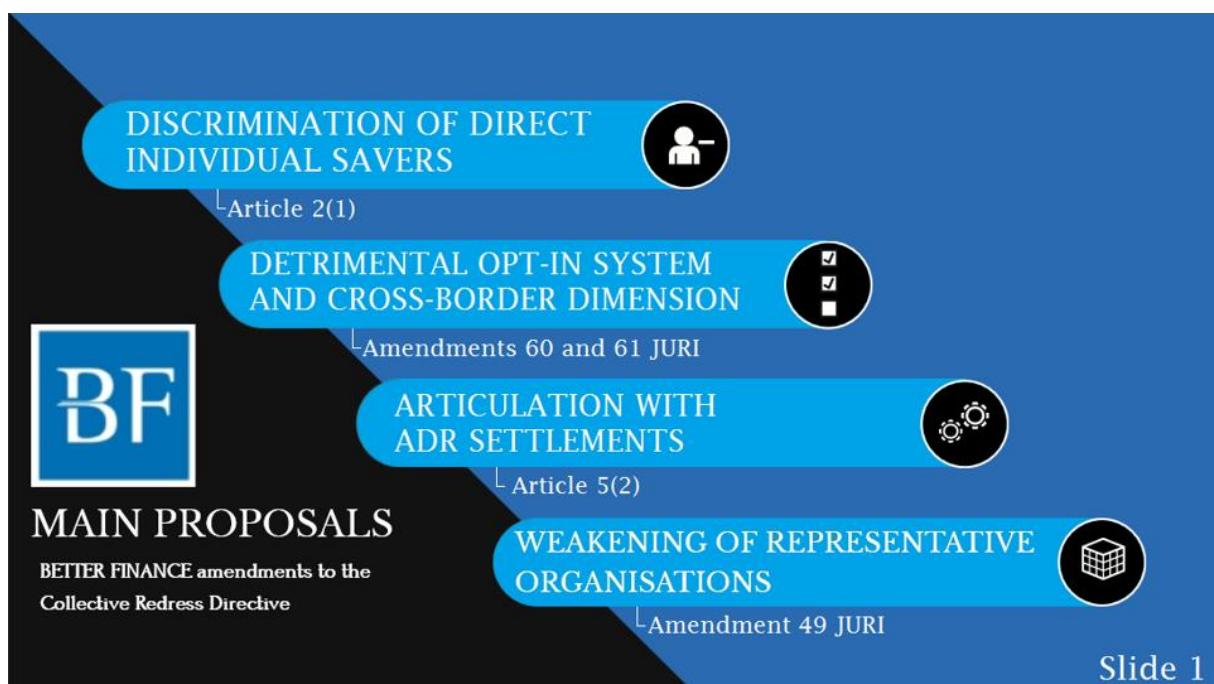 DISCRIMINATION OF DIRECT
INDIVIDUAL SAVERS
Article 2(1)
DETRIMENTAL OPT-IN SYSTEM
AND CROSS-BORDER DIMENSION
Amendments 60 and 61 JURI
ARTICULATION WITH
ADR SETTLEMENTS
Article 5(2)
WEAKENING OF REPRESENTATIVE
ORGANISATIONS
Amendment 49 JURI
BF
MAIN PROPOSALS
BETTER FINANCE amendments to the
Collective Redress Directive
Slide 1